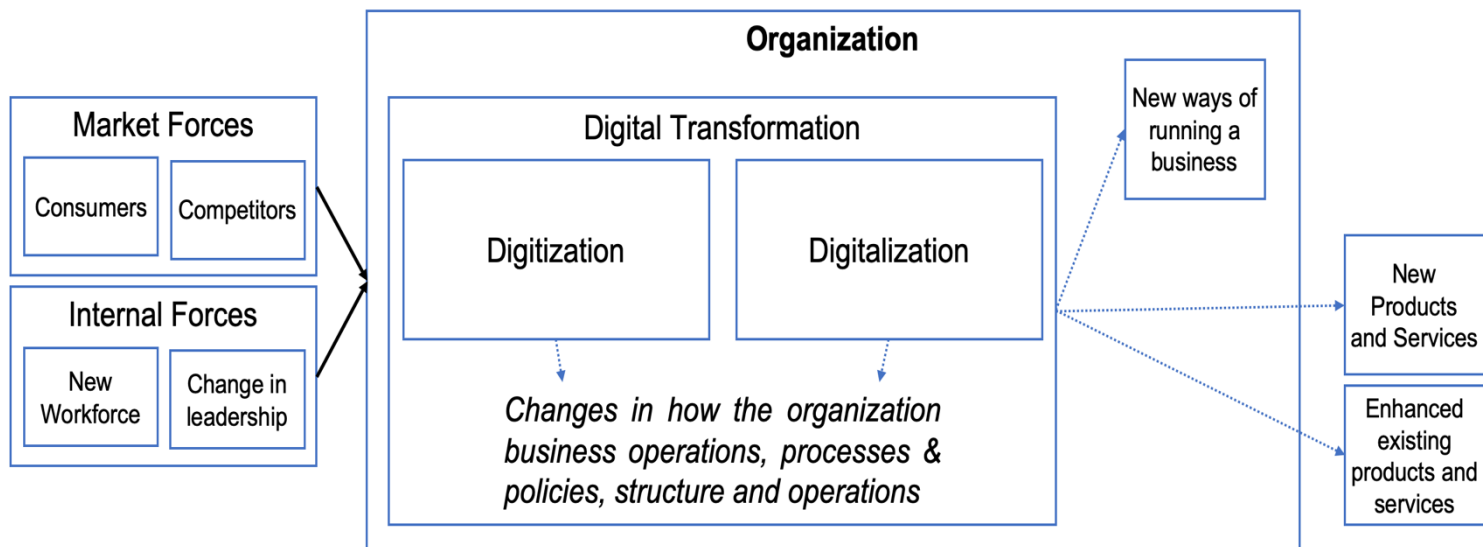 Organization
Market Forces
Consumers
Competitors
Internal Forces
New
Workforce
Change in
leadership
Digital Transformation
Digitization
Digitalization
Changes in how the organization
business operations, processes &
policies, structure and operations
New ways of
running a
business
New
Products
and Services
Enhanced
existing
products and
services